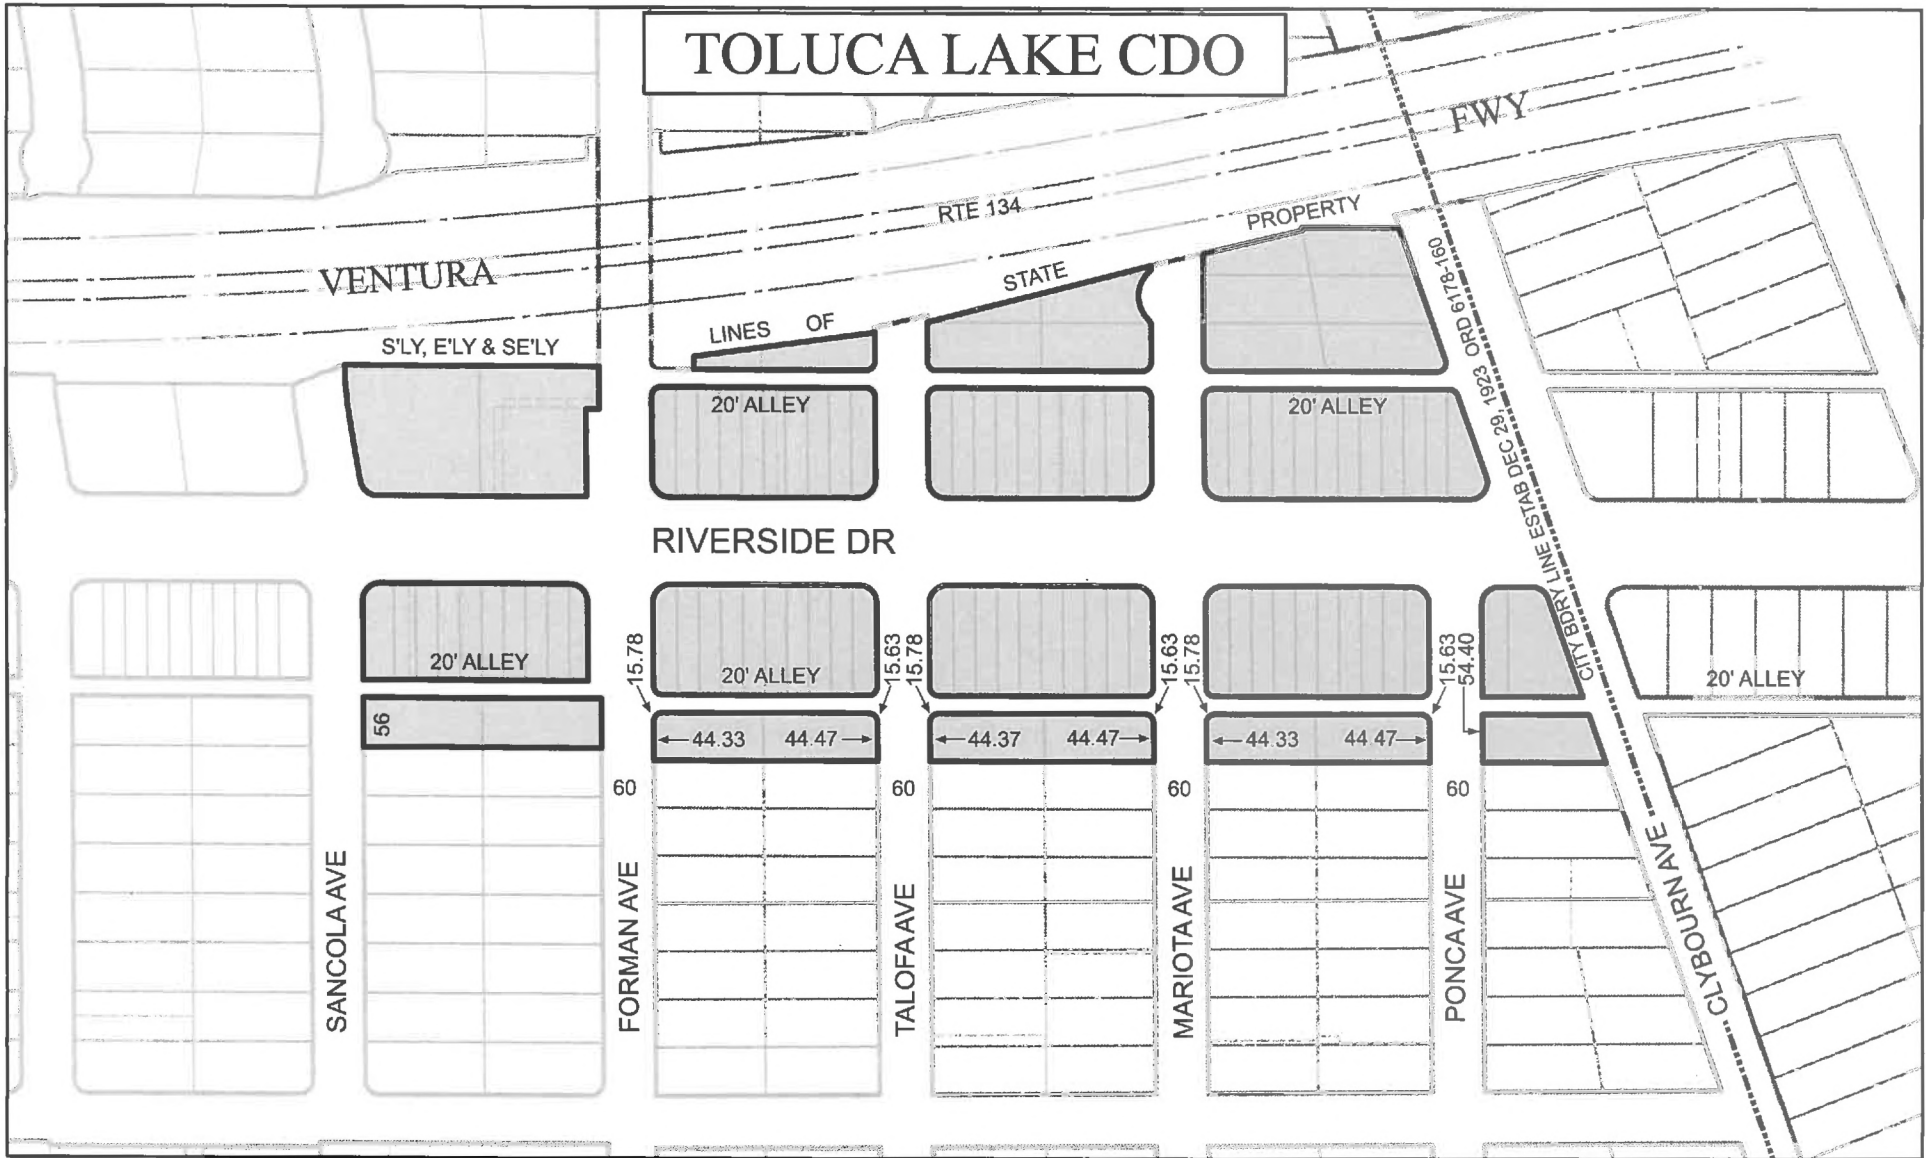 TOLUCA LAKE CDO
FWY
RTE 134
PROPERTY
VENTURA
STATE
LINES OF
S'LY, E'LY & SE'LY
20' ALLEY
20' ALLEY
CITY BDRY LINE ESTAB DEC 29, 1923 ORD 6178-160
RIVERSIDE DR
20' ALLEY
15.78
20' ALLEY
15.63
15.78
15.63
15.78
15.63
54.40
20' ALLEY
56
44.33 44.47
44.37 44.47
44.33 44.47
60
60
60
60
SANCOLA AVE
FORMAN AVE
TALOFA AVE
MARIOTA AVE
PONCA AVE
CLYBOURN AVE